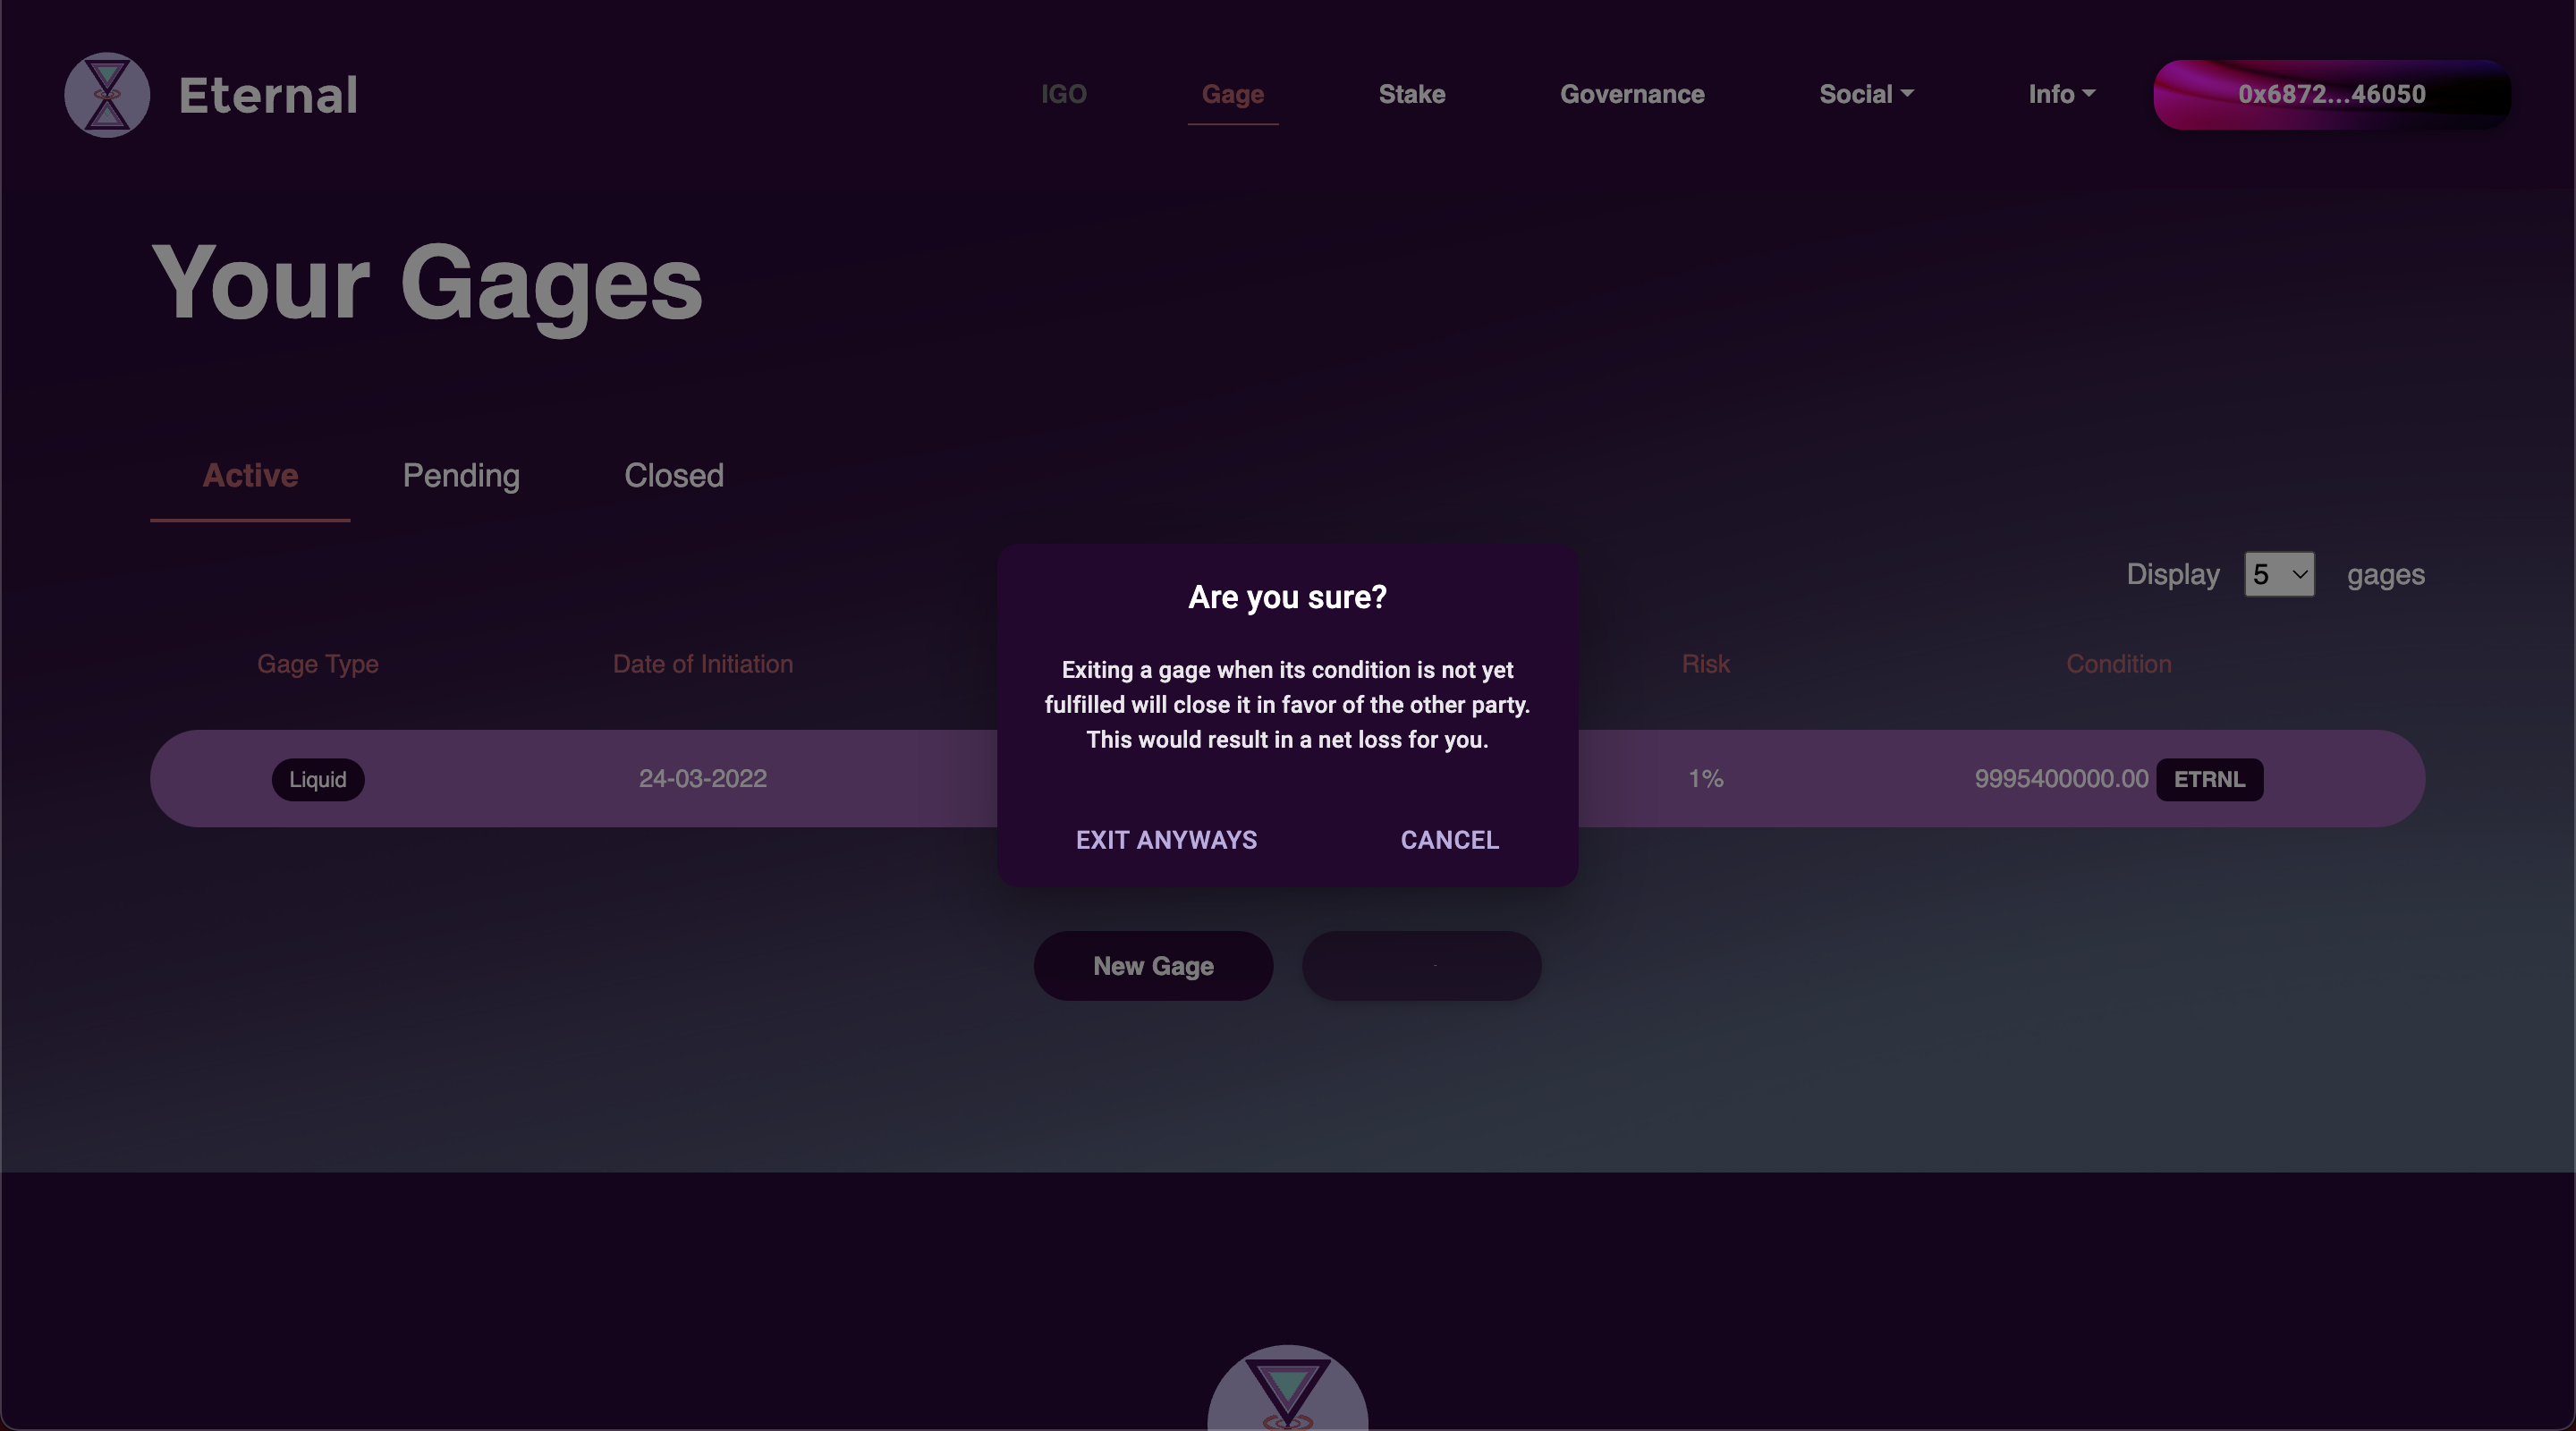 Eternal
IGO Gage Stake Governance Social Info 0x6872...46050
Your Gages
Active Pending Closed
Display 5 gages
Gage Type Date of Initiation Risk Condition
Liquid 24-03-2022 1% 9995400000.00 ETRNL
Are you sure?
Exiting a gage when its condition is not yet
fulfilled will close it in favor of the other party.
This would result in a net loss for you.
EXIT ANYWAYS CANCEL
New Gage